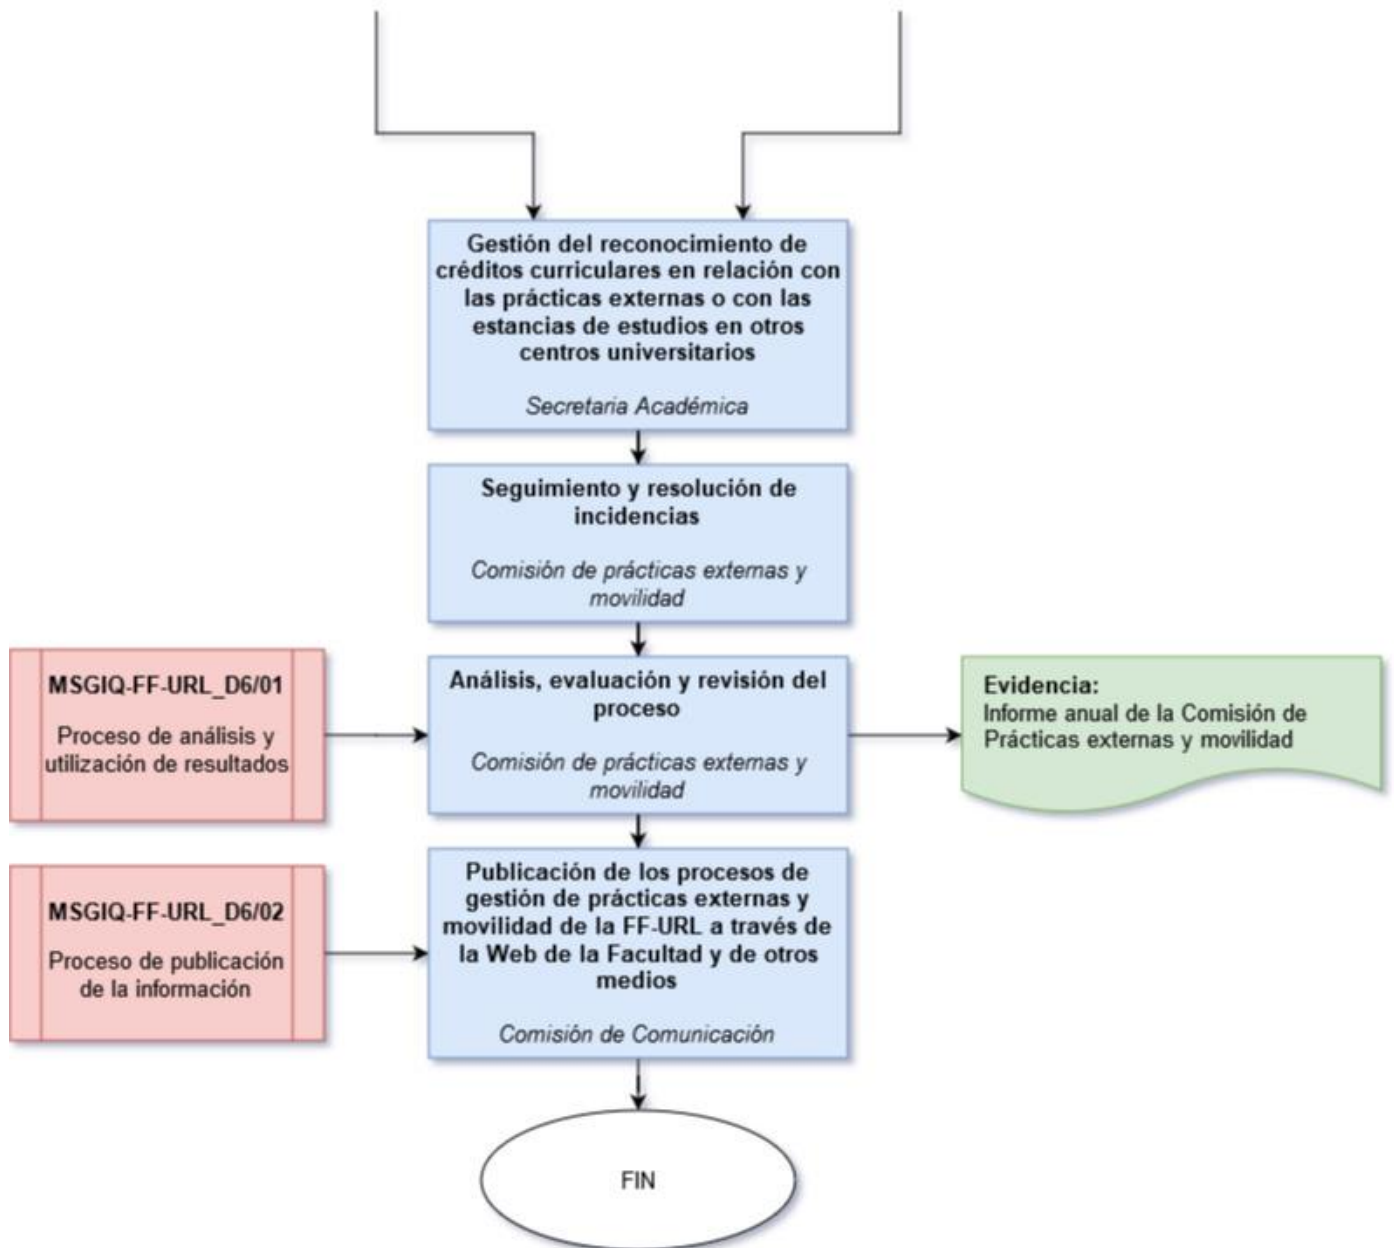 Gestión del reconocimiento de
créditos curriculares en relación con
las prácticas externas o con las
estancias de estudios en otros
centros universitarios
Secretaria Académica
Seguimiento y resolución de
incidencias
Comisión de prácticas externas y
movilidad
MSGIQ-FF-URL_D6/01
Proceso de análisis y
utilización de resultados
Análisis, evaluación y revisión del
proceso
Comisión de prácticas externas y
movilidad
Evidencia:
Informe anual de la Comisión de
Prácticas externas y movilidad
MSGIQ-FF-URL_D6/02
Proceso de publicación
de la información
Publicación de los procesos de
gestión de prácticas externas y
movilidad de la FF-URL a través de
la Web de la Facultad y de otros
medios
Comisión de Comunicación
FIN